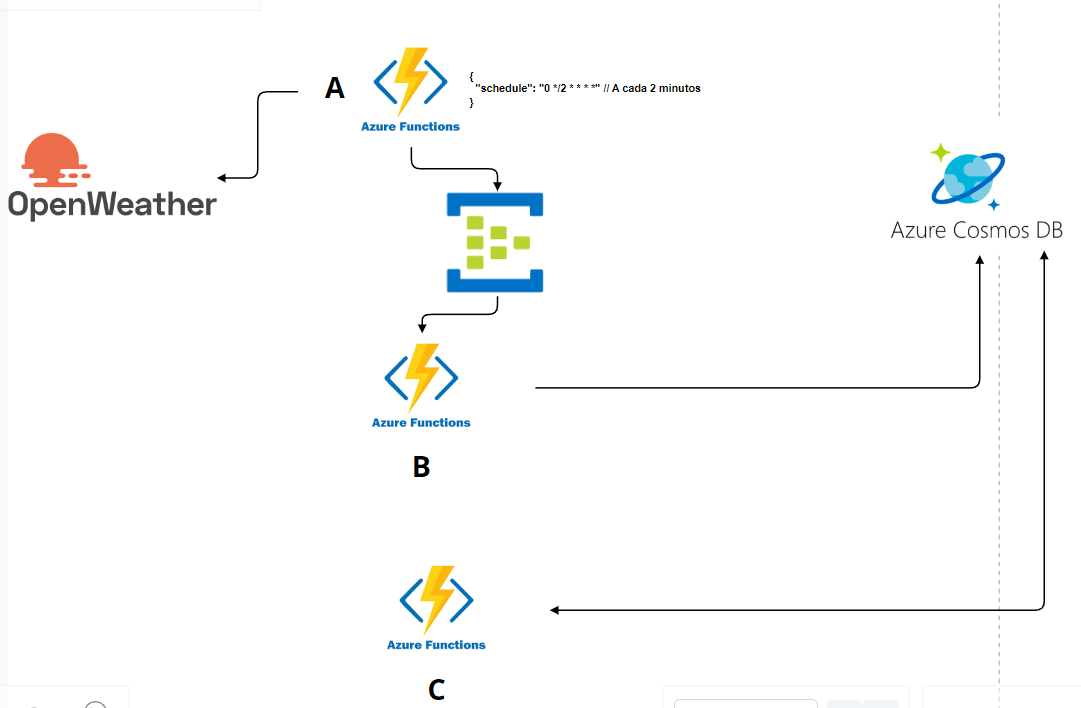 A
{
"schedule": "0 */2 * * * *" // A cada 2 minutos
}
Azure Functions
OpenWeather
Azure Cosmos DB
Azure Functions
B
Azure Functions
C